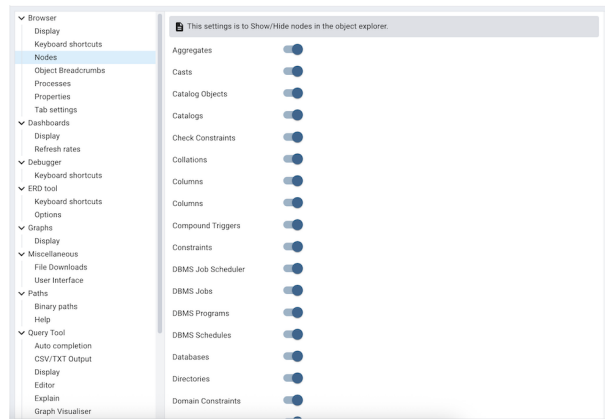 Browser
Display
Keyboard shortcuts
Nodes
Object Breadcrumbs
Processes
Properties
Tab settings
Dashboards
Display
Refresh rates
Debugger
Keyboard shortcuts
ERD tool
Keyboard shortcuts
Options
Graphs
Display
Miscellaneous
File Downloads
User Interface
Paths
Binary paths
Help
Query Tool
Auto completion
CSV/TXT Output
Display
Editor
Explain
Graph Visualiser
This settings is to Show/Hide nodes in the object explorer.
Aggregates
Casts
Catalog Objects
Catalogs
Check Constraints
Collations
Columns
Columns
Compound Triggers
Constraints
DBMS Job Scheduler
DBMS Jobs
DBMS Programs
DBMS Schedules
Databases
Directories
Domain Constraints